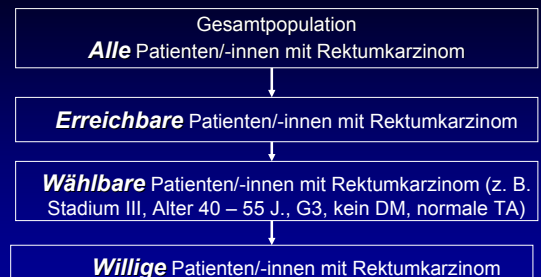 Gesamtpopulation
Alle Patienten/-innen mit Rektumkarzinom
Erreichbare Patienten/-innen mit Rektumkarzinom
Wählbare Patienten/-innen mit Rektumkarzinom (z. B.
Stadium III, Alter 40 – 55 J., G3, kein DM, normale TA)
Willige Patienten/-innen mit Rektumkarzinom